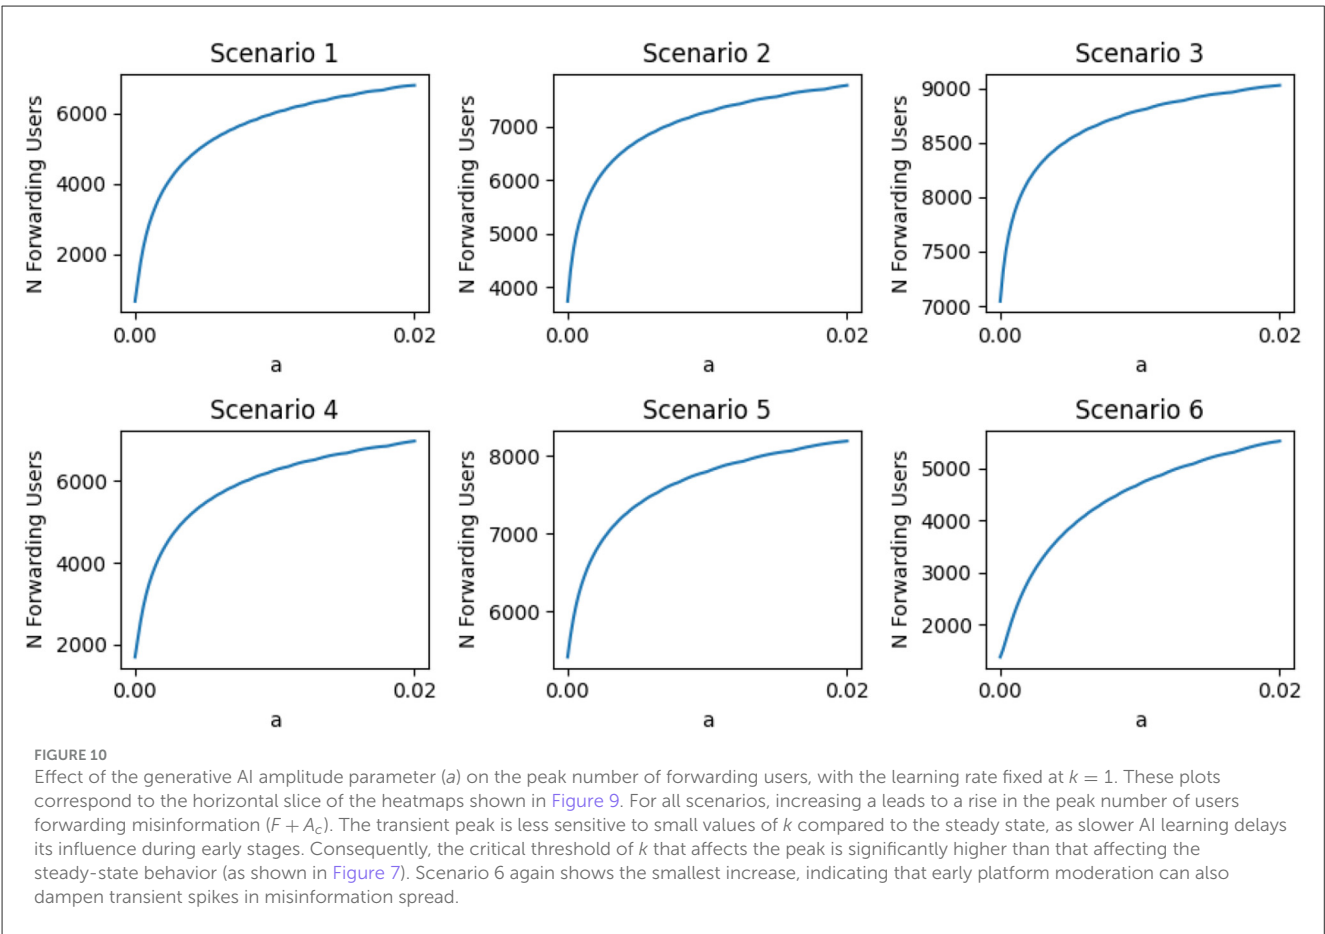 Scenario 1
Scenario 2
Scenario 3
N Forwarding Users
6000
4000
2000
0.00
0.02
a
N Forwarding Users
7000
6000
5000
4000
0.00
0.02
a
N Forwarding Users
9000
8500
8000
7500
7000
0.00
0.02
a
Scenario 4
Scenario 5
Scenario 6
N Forwarding Users
6000
4000
2000
0.00
0.02
a
N Forwarding Users
8000
7000
6000
0.00
0.02
a
N Forwarding Users
5000
4000
3000
2000
0.00
0.02
a
FIGURE 10
Effect of the generative AI amplitude parameter (a) on the peak number of forwarding users, with the learning rate fixed at k = 1. These plots
correspond to the horizontal slice of the heatmaps shown in Figure 9. For all scenarios, increasing a leads to a rise in the peak number of users
forwarding misinformation (F + Ac). The transient peak is less sensitive to small values of k compared to the steady state, as slower AI learning delays
its influence during early stages. Consequently, the critical threshold of k that affects the peak is significantly higher than that affecting the
steady-state behavior (as shown in Figure 7). Scenario 6 again shows the smallest increase, indicating that early platform moderation can also
dampen transient spikes in misinformation spread.